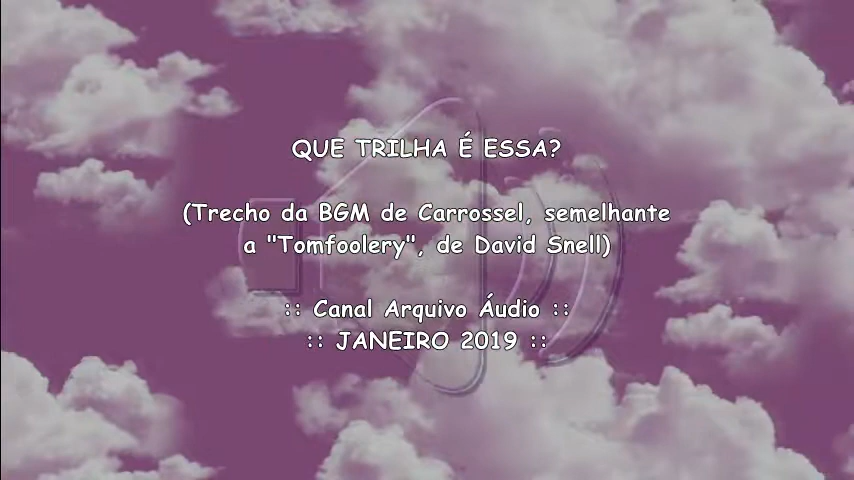 QUE TRILHA É ESSA?
(Trecho da BGM de Carrossel, semelhante
a "Tomfoolery", de David Snell)
:: Canal Arquivo Áudio ::
:: JANEIRO 2019 ::